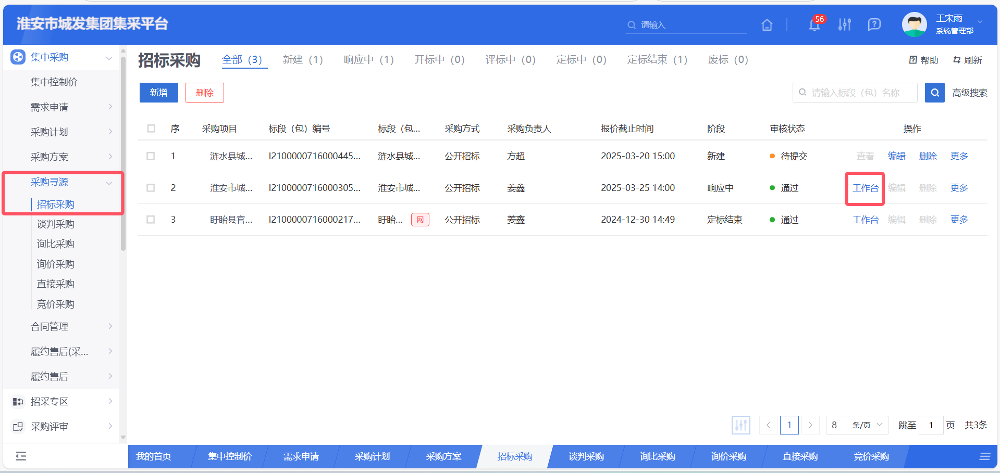 淮安市城发集团集采平台
请输入
56
王宋雨
系统管理部
集中采购
集中控制价
需求申请
采购计划
采购方案
采购寻源
招标采购
谈判采购
询比采购
询价采购
直接采购
竞价采购
合同管理
履约售后(采...
履约售后
招采专区
采购评审
招标采购 全部（3） 新建（1） 响应中（1） 开标中（0） 评标中（0） 定标中（0） 定标结束（1） 废标（0） 帮助 刷新
新增 删除 请输入标段（包）名称 高级搜索
序 采购项目 标段（包）编号 标段（包... 采购方式 采购负责人 报价截止时间 阶段 审核状态 操作
1 涟水县城... I2100000716000445... 涟水县城... 公开招标 方超 2025-03-20 15:00 新建 待提交 查看 编辑 删除 更多
2 淮安市城... I2100000716000305... 淮安市城... 公开招标 姜鑫 2025-03-25 14:00 响应中 通过 工作台 编辑 删除 更多
3 盱眙县官... I2100000716000217... 盱眙... 网 公开招标 姜鑫 2024-12-30 14:49 定标结束 通过 工作台 编辑 删除 更多
1 8 条/页 跳至 1 页 共3条
我的首页 集中控制价 需求申请 采购计划 采购方案 招标采购 谈判采购 询比采购 询价采购 直接采购 竞价采购